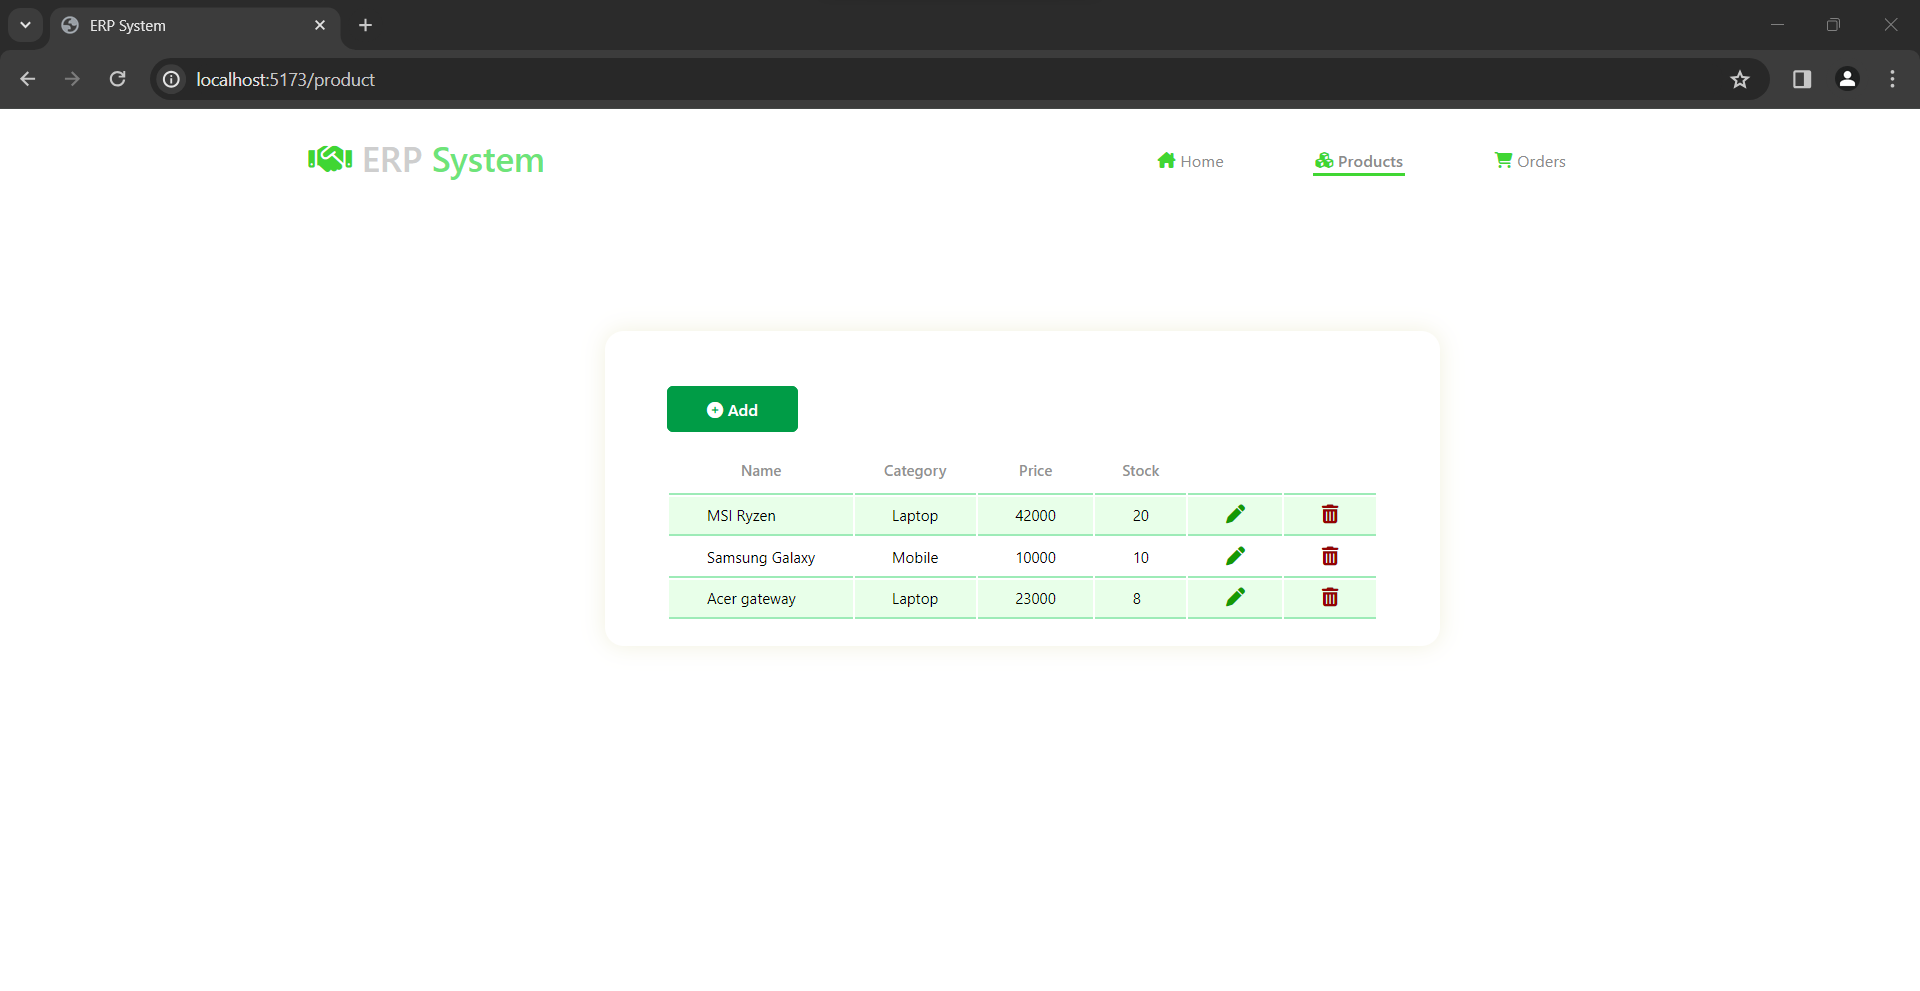 ERP System
localhost:5173/product
ERP System
Home Products Orders
Add
Name Category Price Stock
MSI Ryzen Laptop 42000 20
Samsung Galaxy Mobile 10000 10
Acer gateway Laptop 23000 8